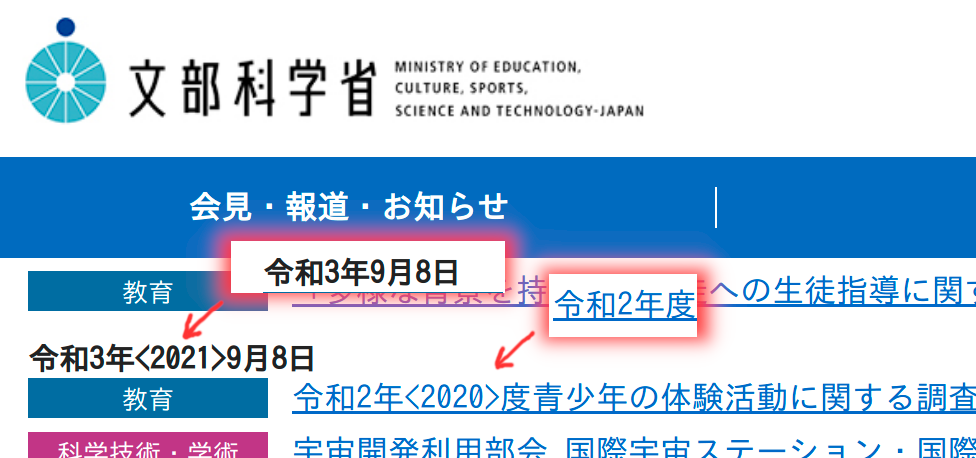 文部科学省
MINISTRY OF EDUCATION,
CULTURE, SPORTS,
SCIENCE AND TECHNOLOGY-JAPAN
会見・報道・お知らせ
令和3年9月8日
教育
「多様な背景を持
への生徒指導に関す
令和2年度
令和3年<2021>9月8日
教育
令和2年<2020>度青少年の体験活動に関する調査
科学技術・学術
宇宙開発利用部会 国際宇宙ステーション・国際